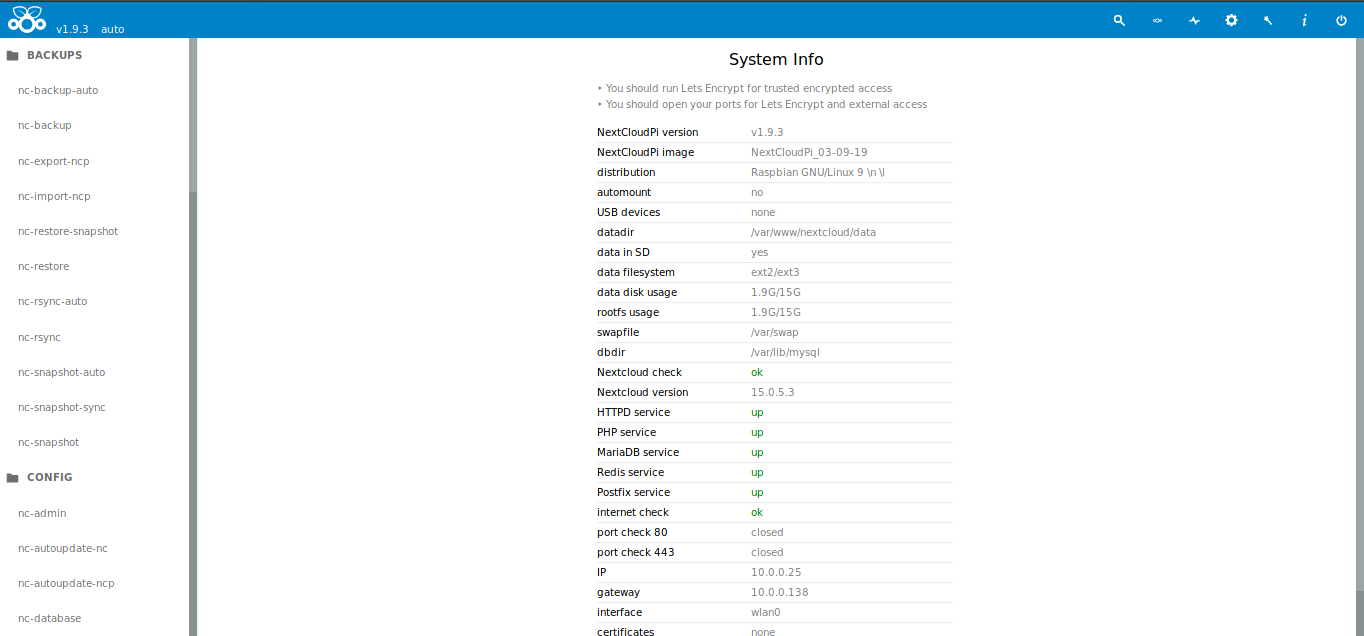 v1.9.3 auto
BACKUPS
nc-backup-auto
nc-backup
nc-export-ncp
nc-import-ncp
nc-restore-snapshot
nc-restore
nc-rsync-auto
nc-rsync
nc-snapshot-auto
nc-snapshot-sync
nc-snapshot
CONFIG
nc-admin
nc-autoupdate-nc
nc-autoupdate-ncp
nc-database
System Info
‣ You should run Lets Encrypt for trusted encrypted access
‣ You should open your ports for Lets Encrypt and external access
NextCloudPi version v1.9.3
NextCloudPi image NextCloudPi_03-09-19
distribution Raspbian GNU/Linux 9 \n \l
automount no
USB devices none
datadir /var/www/nextcloud/data
data in SD yes
data filesystem ext2/ext3
data disk usage 1.9G/15G
rootfs usage 1.9G/15G
swapfile /var/swap
dbdir /var/lib/mysql
Nextcloud check ok
Nextcloud version 15.0.5.3
HTTPD service up
PHP service up
MariaDB service up
Redis service up
Postfix service up
internet check ok
port check 80 closed
port check 443 closed
IP 10.0.0.25
gateway 10.0.0.138
interface wlan0
certificates none